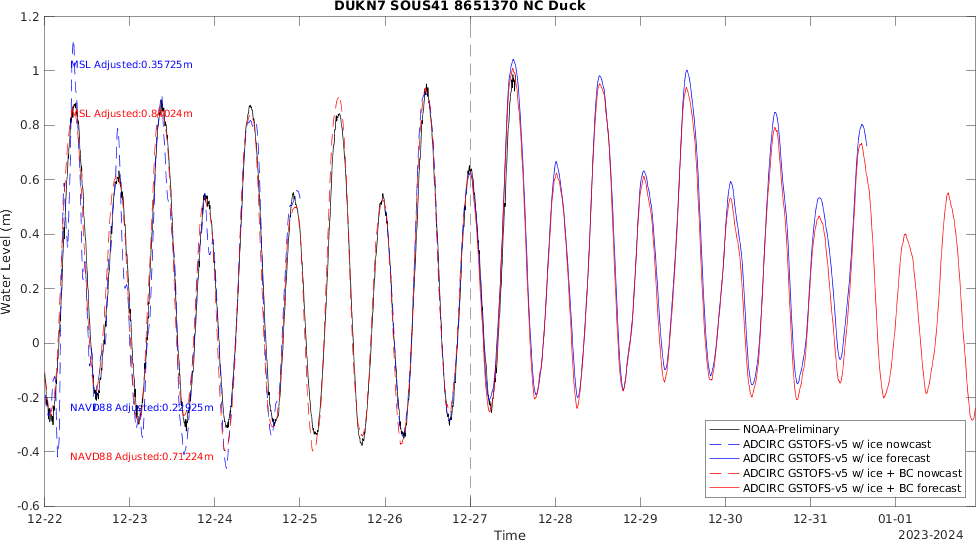 DUKN7 SOUS41 8651370 NC Duck
1.2
1
0.8
0.6
0.4
0.2
0
-0.2
-0.4
-0.6
Water Level (m)
MSL Adjusted:0.35725m
NAVD88 Adjusted:0.22925m
NAVD88 Adjusted:0.71224m
NOAA-Preliminary
ADCIRC GSTOFS-v5 w/ ice nowcast
ADCIRC GSTOFS-v5 w/ ice forecast
ADCIRC GSTOFS-v5 w/ ice + BC nowcast
ADCIRC GSTOFS-v5 w/ ice + BC forecast
12-22 12-23 12-24 12-25 12-26 12-27 12-28 12-29 12-30 12-31 01-01
Time
2023-2024